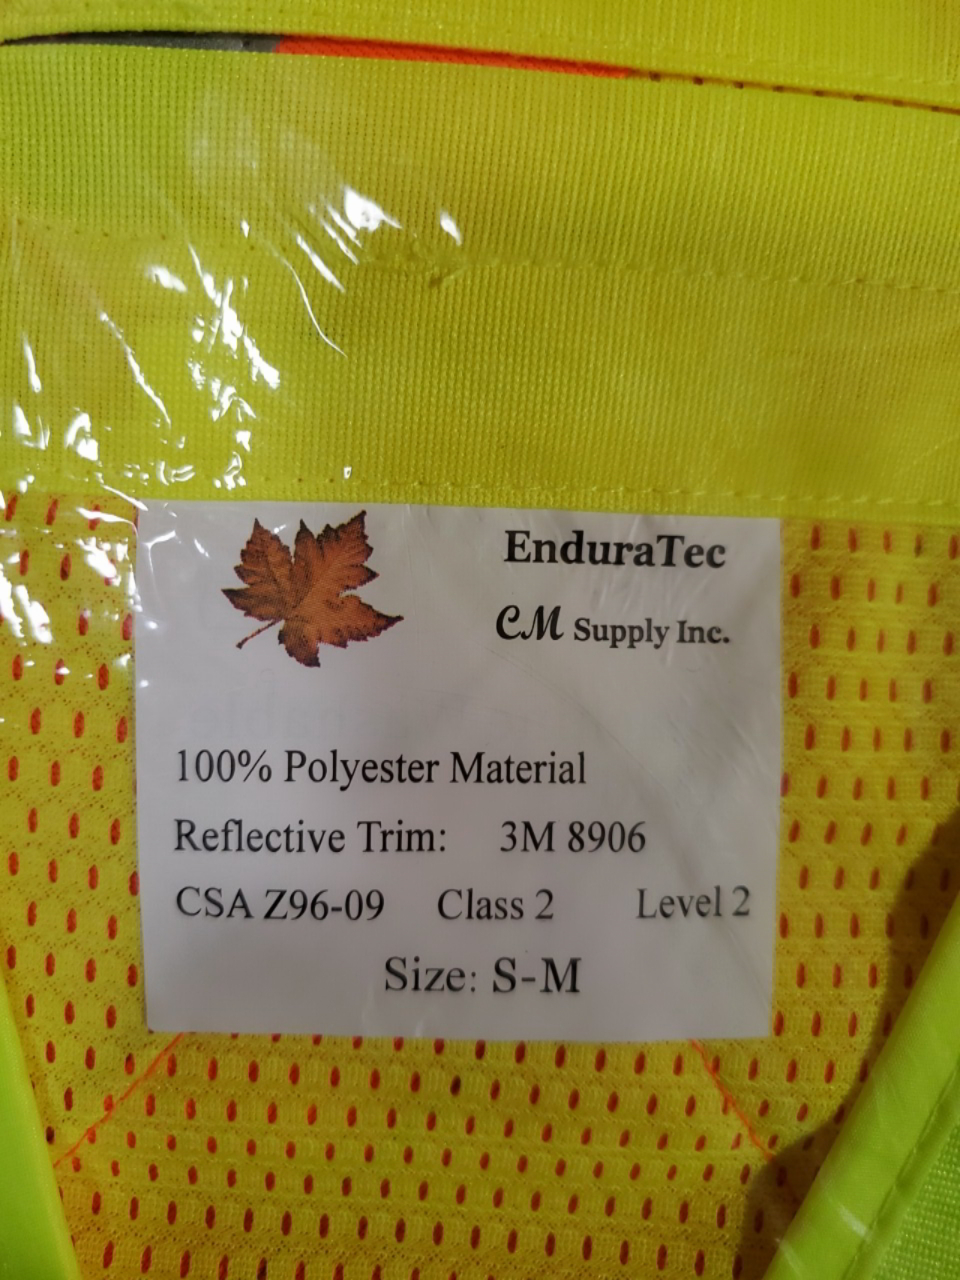 EnduraTec
CM Supply Inc.
100% Polyester Material
Reflective Trim: 3M 8906
CSA Z96-09 Class 2 Level 2
Size: S-M